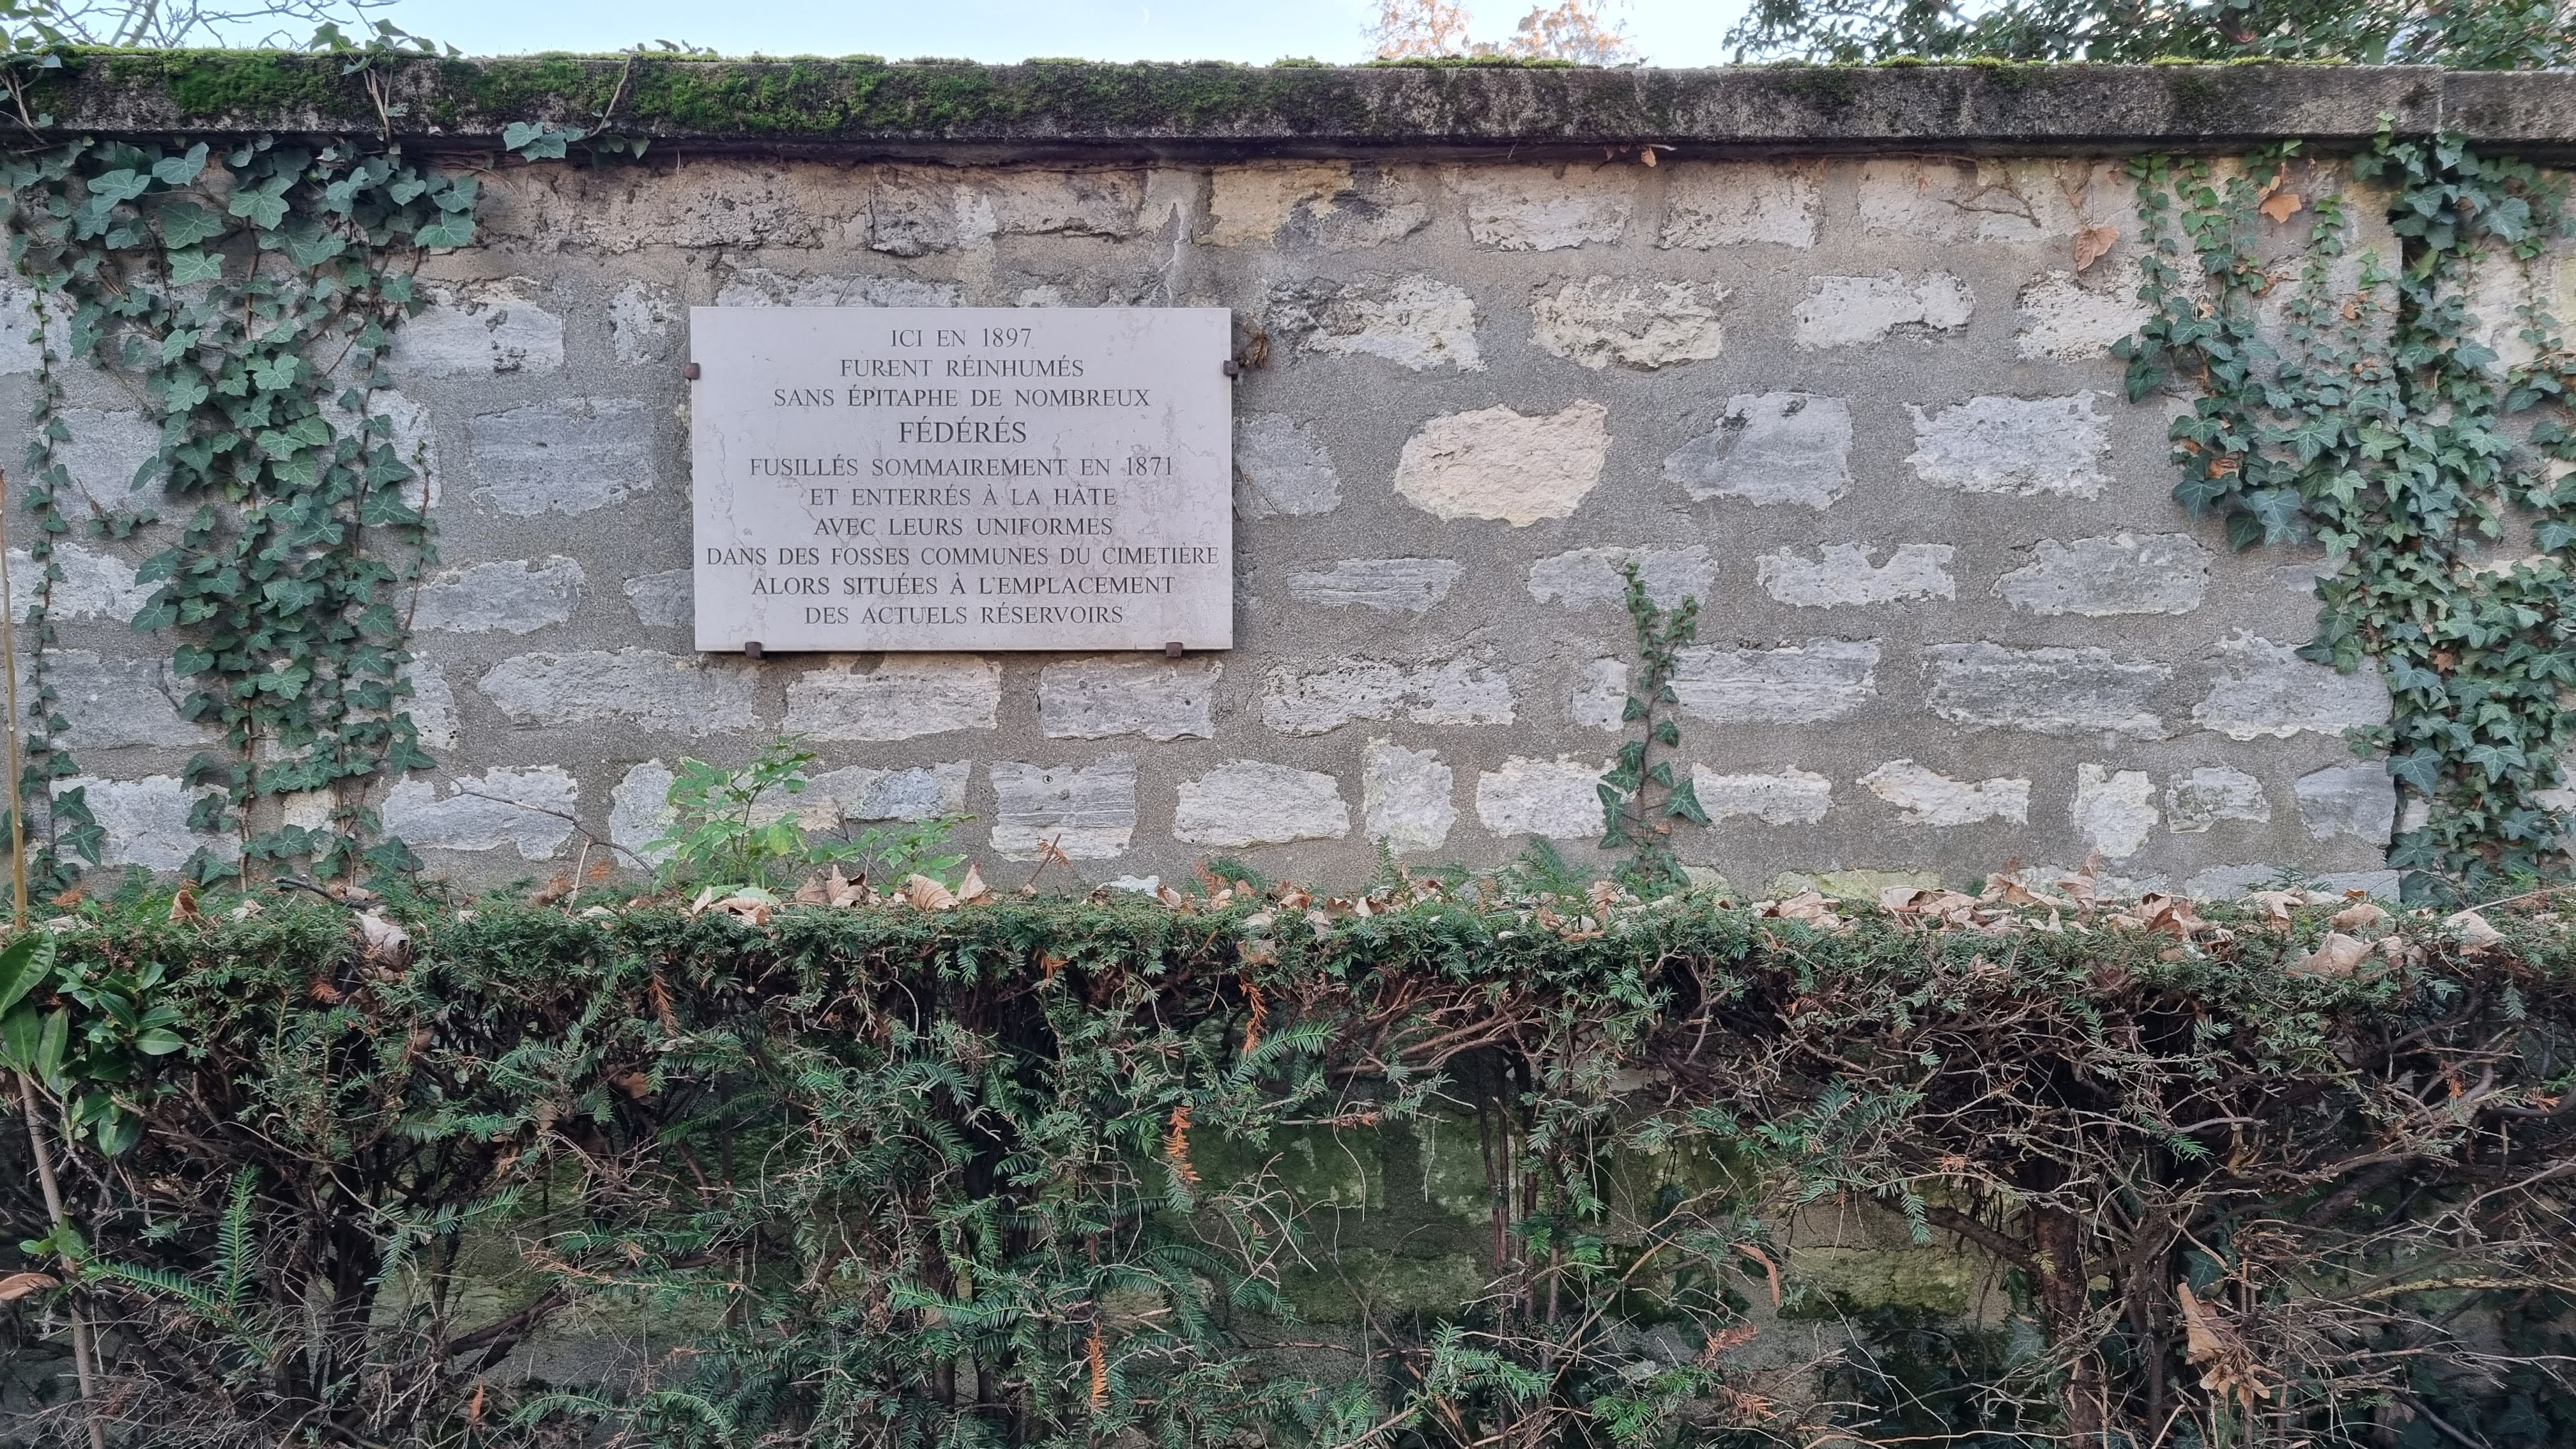 ICI EN 1897
FURENT RÉINHUMÉS
SANS ÉPITAPHE DE NOMBREUX
FÉDÉRÉS
FUSILLÉS SOMMAIREMENT EN 1871
ET ENTERRÉS À LA HÂTE
AVEC LEURS UNIFORMES
DANS DES FOSSES COMMUNES DU CIMETIÈRE
ALORS SITUÉES À L'EMPLACEMENT
DES ACTUELS RÉSERVOIRS